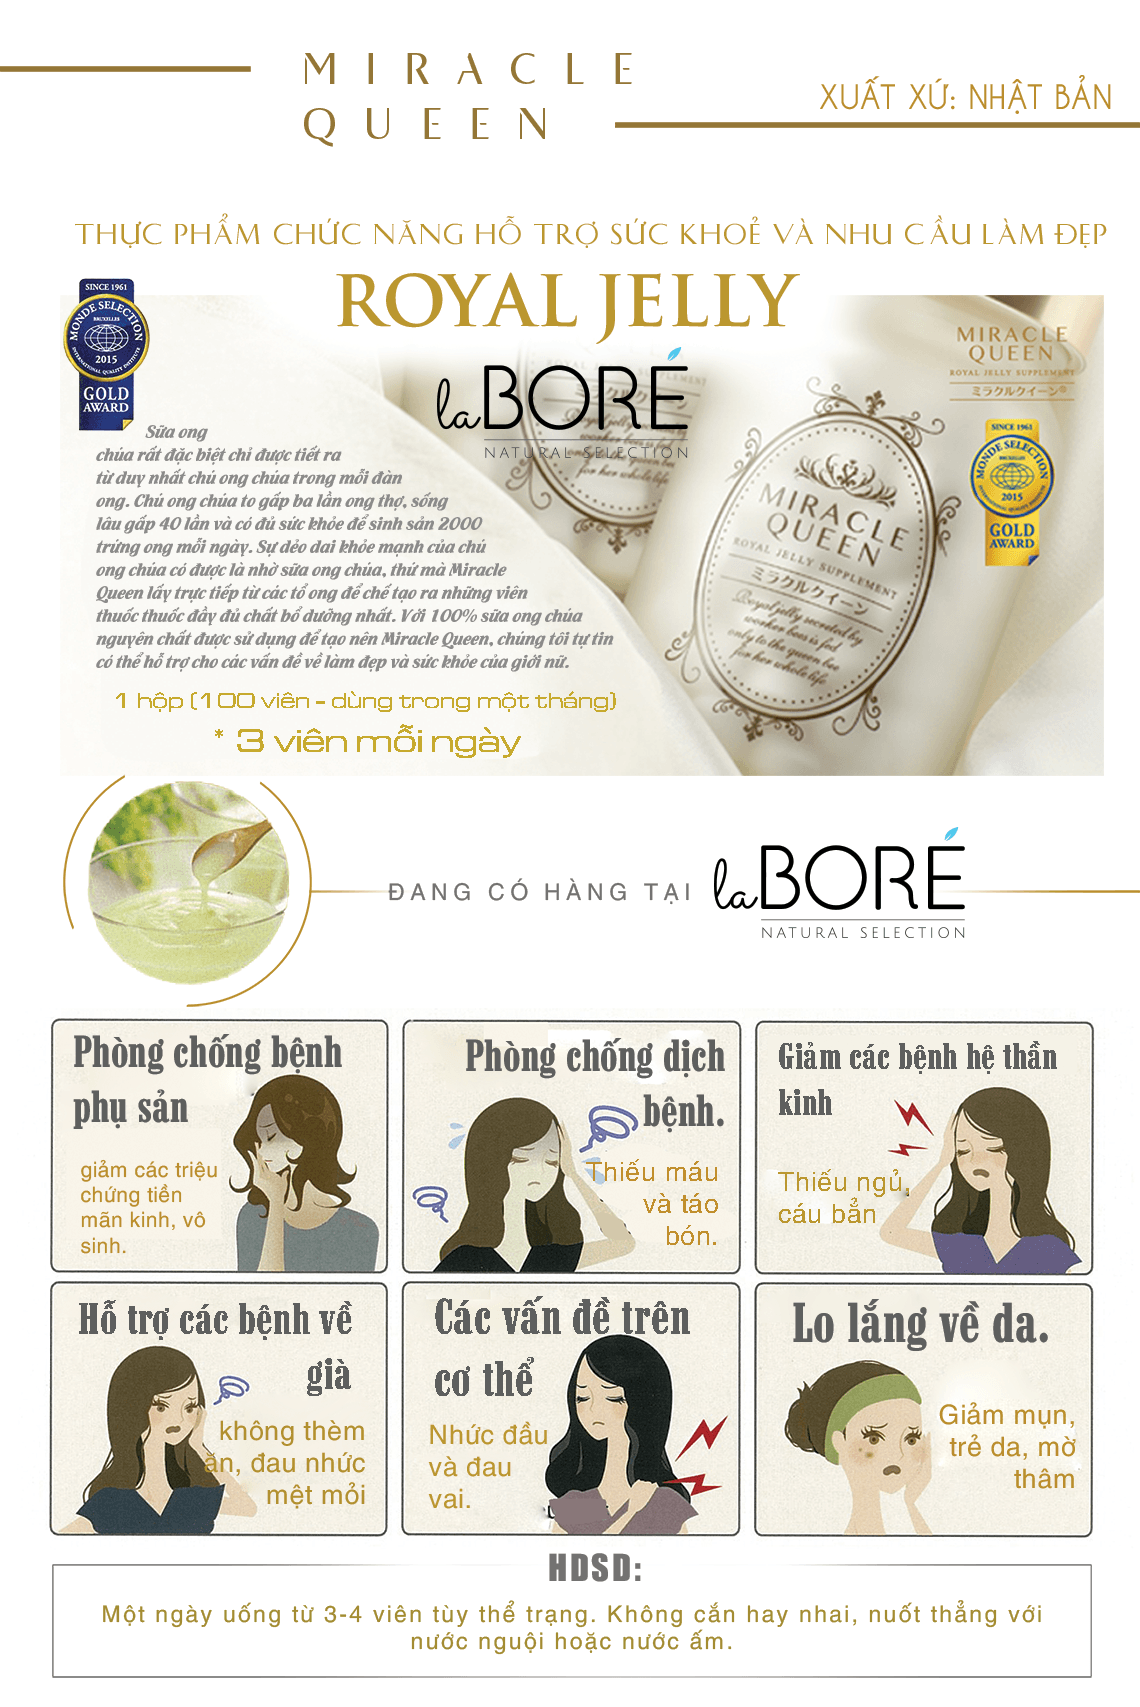 MIRACLE
QUEEN
XUẤT XỨ: NHẬT BẢN
THỰC PHẨM CHỨC NĂNG HỖ TRỢ SỨC KHOẺ VÀ NHU CẦU LÀM ĐẸP
ROYAL JELLY
SINCE 1961
MONDE SELECTION
BRUXELLES
2015
INTERNATIONAL QUALITY INSTITUTE
GOLD
AWARD
la BORÉ
NATURAL SELECTION
MIRACLE
QUEEN
ROYAL JELLY SUPPLEMENT
ミラクルクイーン®
SINCE 1961
MONDE SELECTION
BRUXELLES
2015
GOLD
AWARD
Sữa ong
chúa rất đặc biệt chỉ được tiết ra
từ duy nhất chú ong chúa trong mỗi đàn
ong. Chú ong chúa to gấp ba lần ong thợ, sống
lâu gấp 40 lần và có đủ sức khỏe để sinh sản 2000
trứng ong mỗi ngày. Sự dẻo dai khỏe mạnh của chú
ong chúa có được là nhờ sữa ong chúa, thứ mà Miracle
Queen lấy trực tiếp từ các tổ ong để chế tạo ra những viên
thuốc thuốc đầy đủ chất bổ dưỡng nhất. Với 100% sữa ong chúa
nguyên chất được sử dụng để tạo nên Miracle Queen, chúng tôi tự tin
có thể hỗ trợ cho các vấn đề về làm đẹp và sức khỏe của giới nữ.
MIRACLE
QUEEN
ROYAL JELLY SUPPLEMENT
ミラクルクイーン
Royal jelly secreted by
worker bees is fed
only to the queen bee
for her whole life.
1 hộp (100 viên - dùng trong một tháng)
* 3 viên mỗi ngày
ĐANG CÓ HÀNG TẠI
la BORÉ
NATURAL SELECTION
Phòng chống bệnh
phụ sản
giảm các triệu
chứng tiền
mãn kinh, vô
sinh.
Phòng chống dịch
bệnh.
Thiếu máu
và táo
bón.
Giảm các bệnh hệ thần
kinh
Thiếu ngủ,
cáu bẳn
Hỗ trợ các bệnh về
già
không thèm
ăn, đau nhức
mệt mỏi
Các vấn đề trên
cơ thể
Nhức đầu
và đau
vai.
Lo lắng về da.
Giảm mụn,
trẻ da, mờ
thâm
HDSD:
Một ngày uống từ 3-4 viên tùy thể trạng. Không cắn hay nhai, nuốt thẳng với
nước nguội hoặc nước ấm.